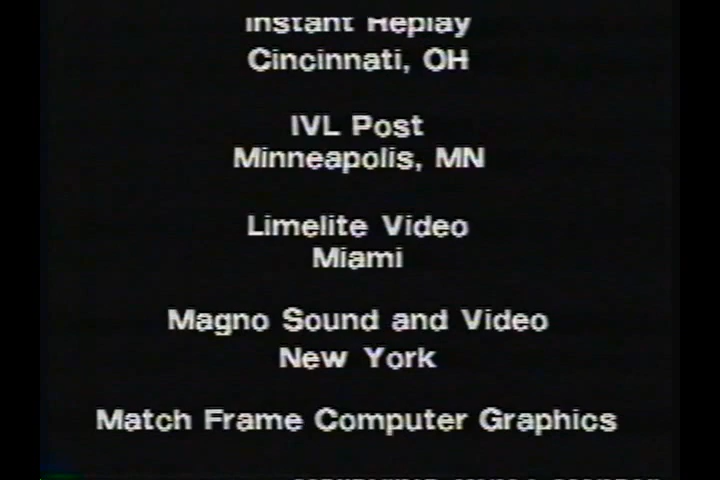 Instant Replay
Cincinnati, OH
IVL Post
Minneapolis, MN
Limelite Video
Miami
Magno Sound and Video
New York
Match Frame Computer Graphics